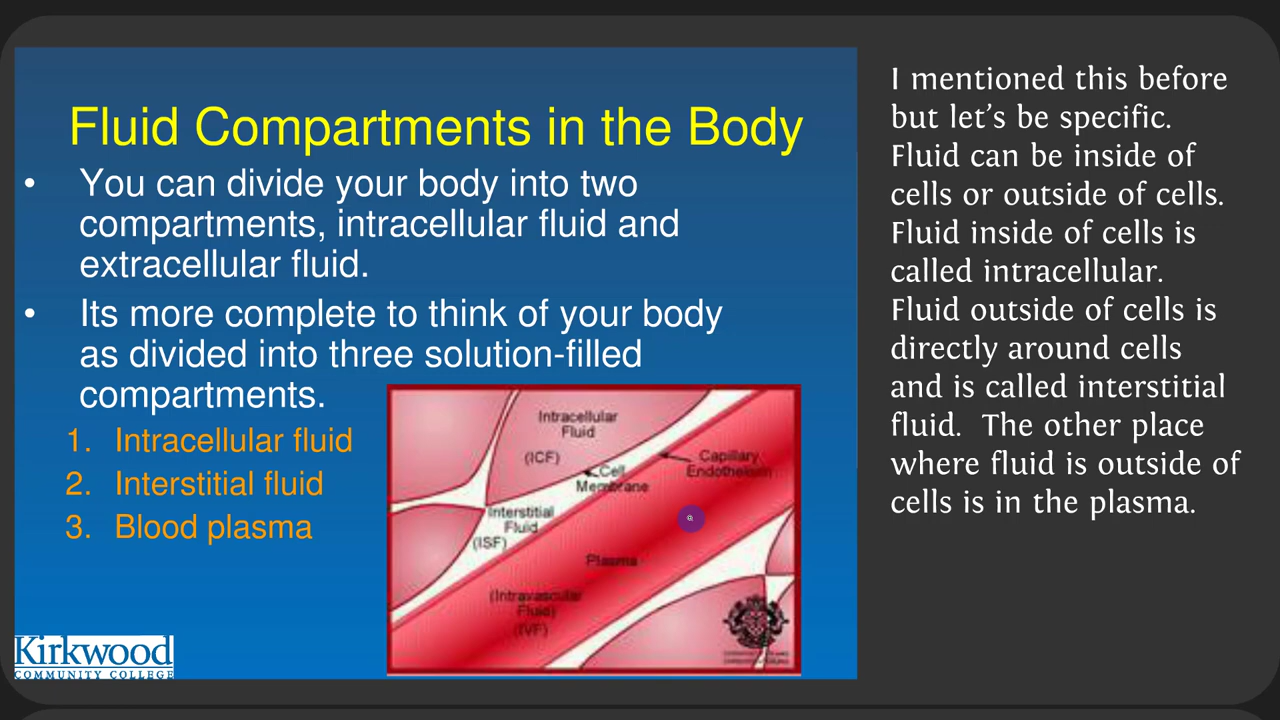 Fluid Compartments in the Body
• You can divide your body into two
compartments, intracellular fluid and
extracellular fluid.
• Its more complete to think of your body
as divided into three solution-filled
compartments.
1. Intracellular fluid
2. Interstitial fluid
3. Blood plasma
Intracellular
Fluid
(ICF)
Cell
Membrane
Capillary
Endothelium
Interstitial
Fluid
(ISF)
Plasma
(Intravascular
Fluid)
(IVF)
Kirkwood
COMMUNITY COLLEGE
I mentioned this before
but let’s be specific.
Fluid can be inside of
cells or outside of cells.
Fluid inside of cells is
called intracellular.
Fluid outside of cells is
directly around cells
and is called interstitial
fluid.  The other place
where fluid is outside of
cells is in the plasma.